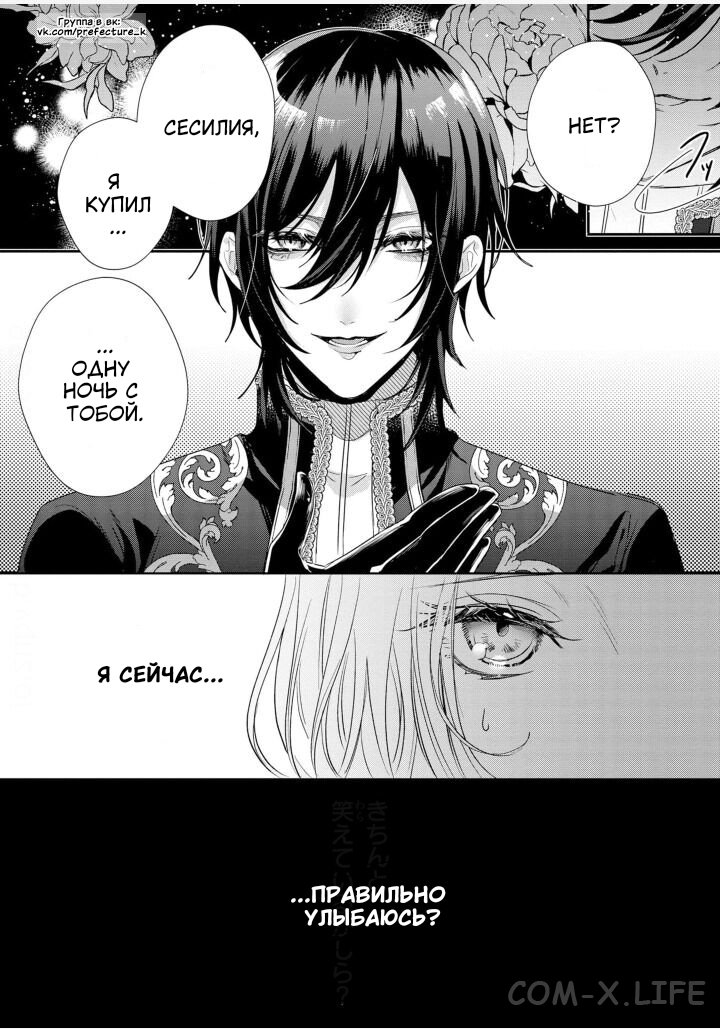 Группа в вк:
vk.com/prefecture_k
НЕТ?
СЕСИЛИЯ,
Я
КУПИЛ
...
...
ОДНУ
НОЧЬ С
ТОБОЙ.
Я СЕЙЧАС...
...ПРАВИЛЬНО
УЛЫБАЮСЬ?
COM-X.LIFE